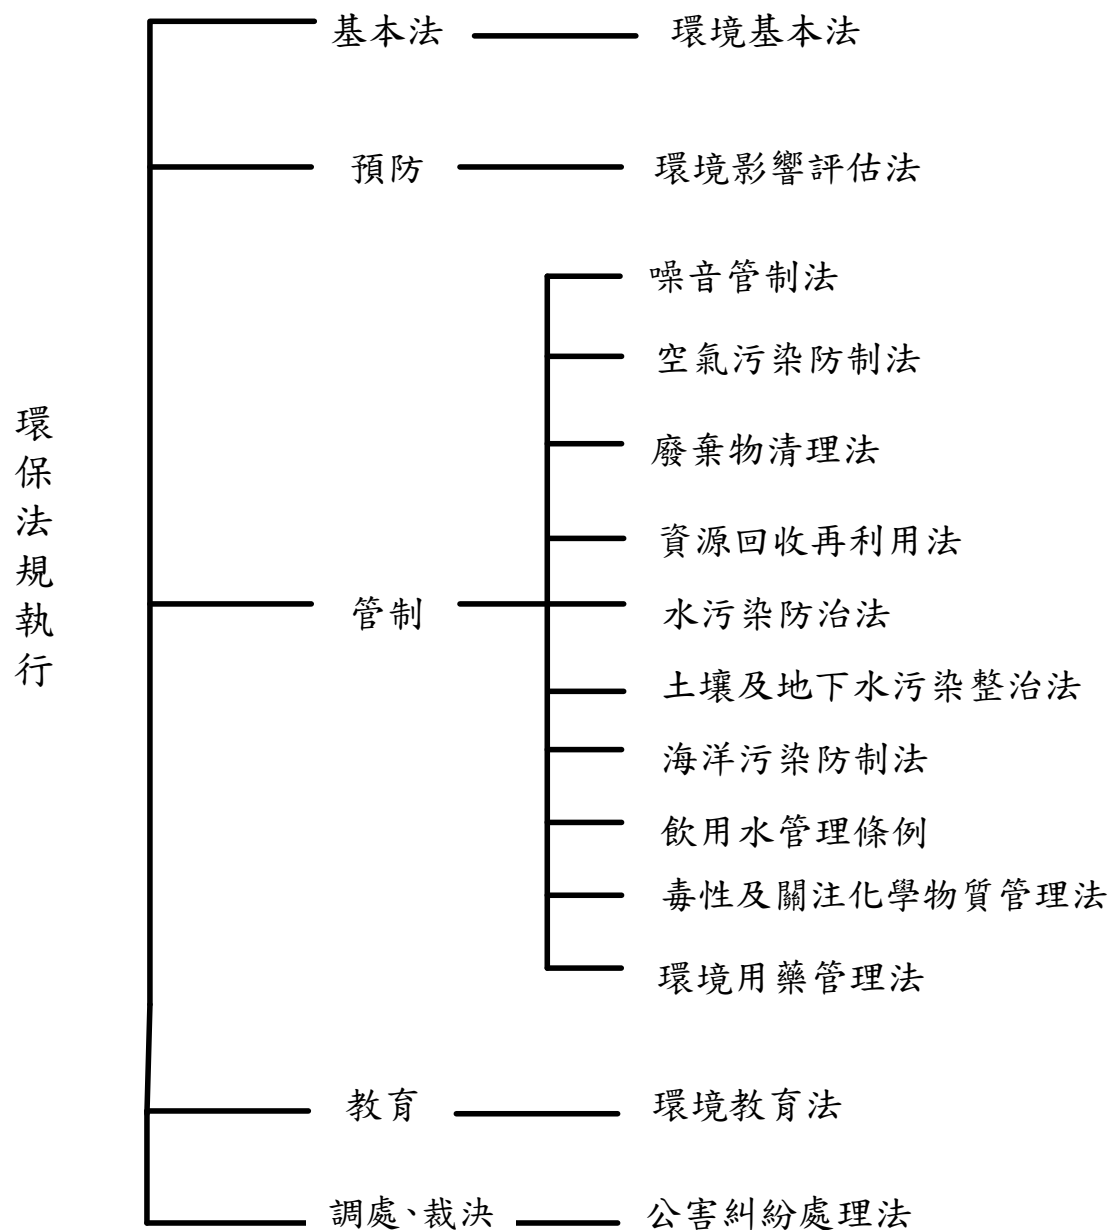 環保法規執行
基本法
環境基本法
預防
環境影響評估法
管制
噪音管制法
空氣污染防制法
廢棄物清理法
資源回收再利用法
水污染防治法
土壤及地下水污染整治法
海洋污染防制法
飲用水管理條例
毒性及關注化學物質管理法
環境用藥管理法
教育
環境教育法
調處、裁決
公害糾紛處理法